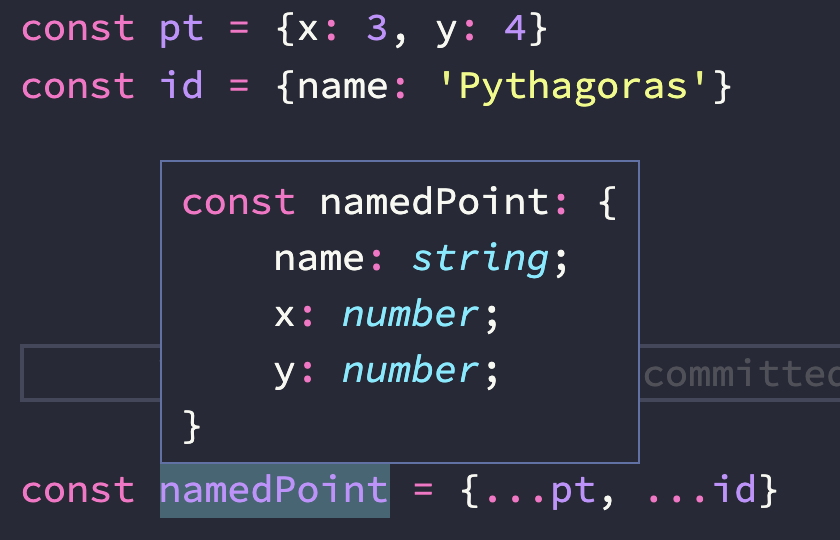 const pt = {x: 3, y: 4}
const id = {name: 'Pythagoras'}
const namedPoint: {
    name: string;
    x: number;
    y: number;
}
committed
const namedPoint = {...pt, ...id}